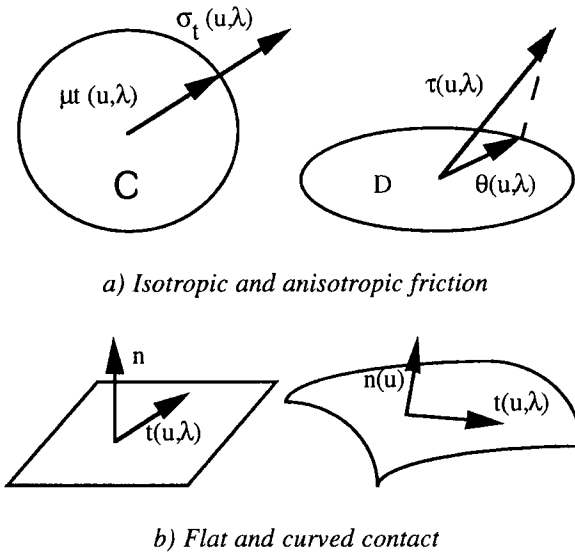 σt (u,λ)
μt (u,λ)
C
τ(u,λ)
D
θ(u,λ)
a) Isotropic and anisotropic friction
n
t(u,λ)
n(u)
t(u,λ)
b) Flat and curved contact